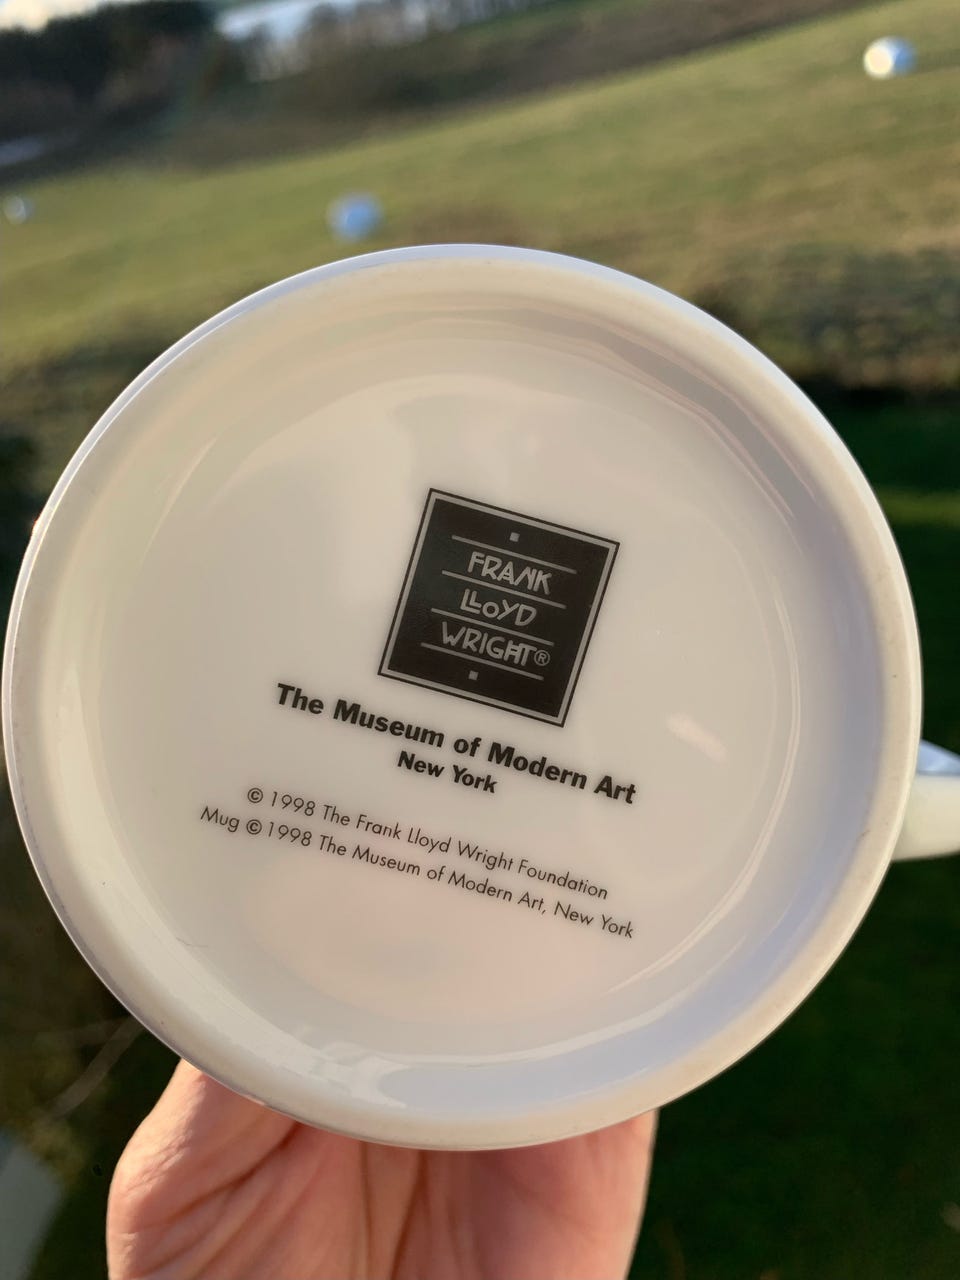 FRANK
LLOYD
WRIGHT®
The Museum of Modern Art
New York
© 1998 The Frank Lloyd Wright Foundation
Mug © 1998 The Museum of Modern Art, New York